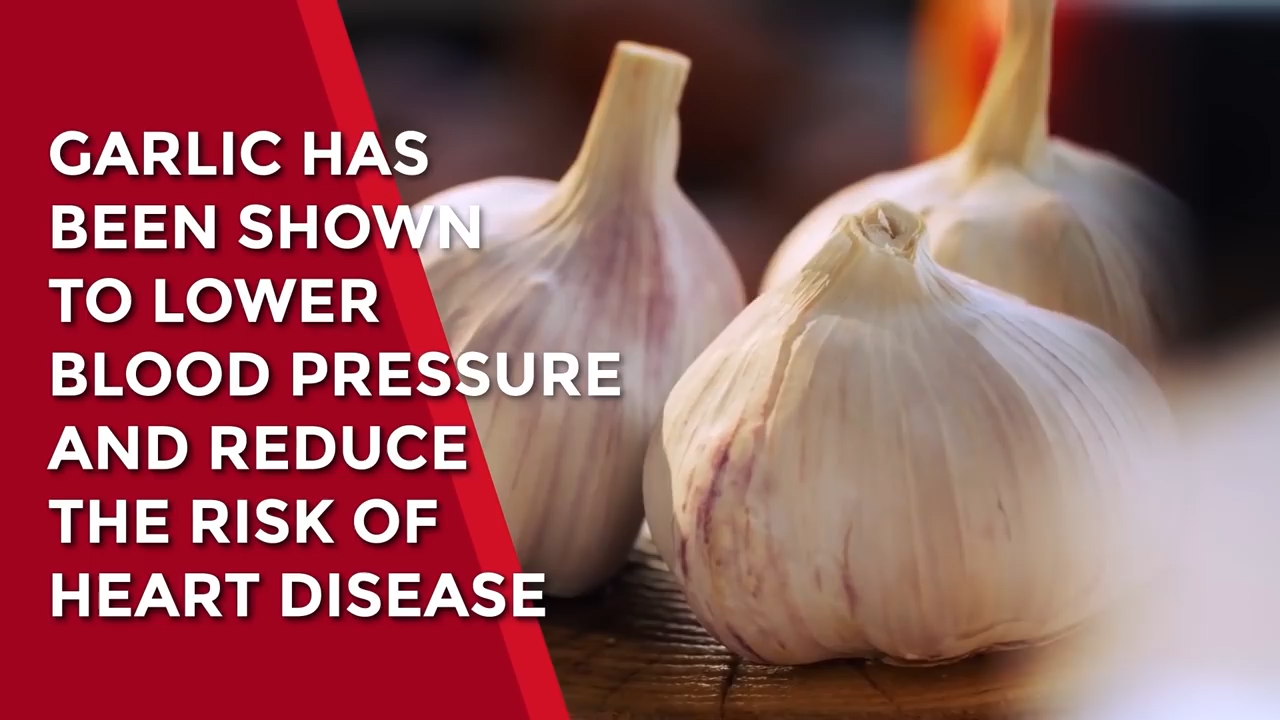 GARLIC HAS
BEEN SHOWN
TO LOWER
BLOOD PRESSURE
AND REDUCE
THE RISK OF
HEART DISEASE